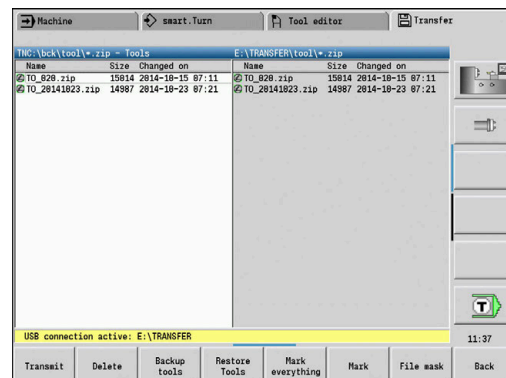 Machine
smart.Turn
Tool editor
Transfer
TNC:\bck\tool\*.zip - Tools
E:\TRANSFER\tool\*.zip
Name Size Changed on
Name Size Changed on
TO_020.zip 15014 2014-10-15 07:11
TO_020.zip 15014 2014-10-15 07:11
TO_20141023.zip 14987 2014-10-23 07:21
TO_20141023.zip 14987 2014-10-23 07:21
T
USB connection active: E:\TRANSFER
11:37
Transmit
Delete
Backup tools
Restore Tools
Mark everything
Mark
File mask
Back